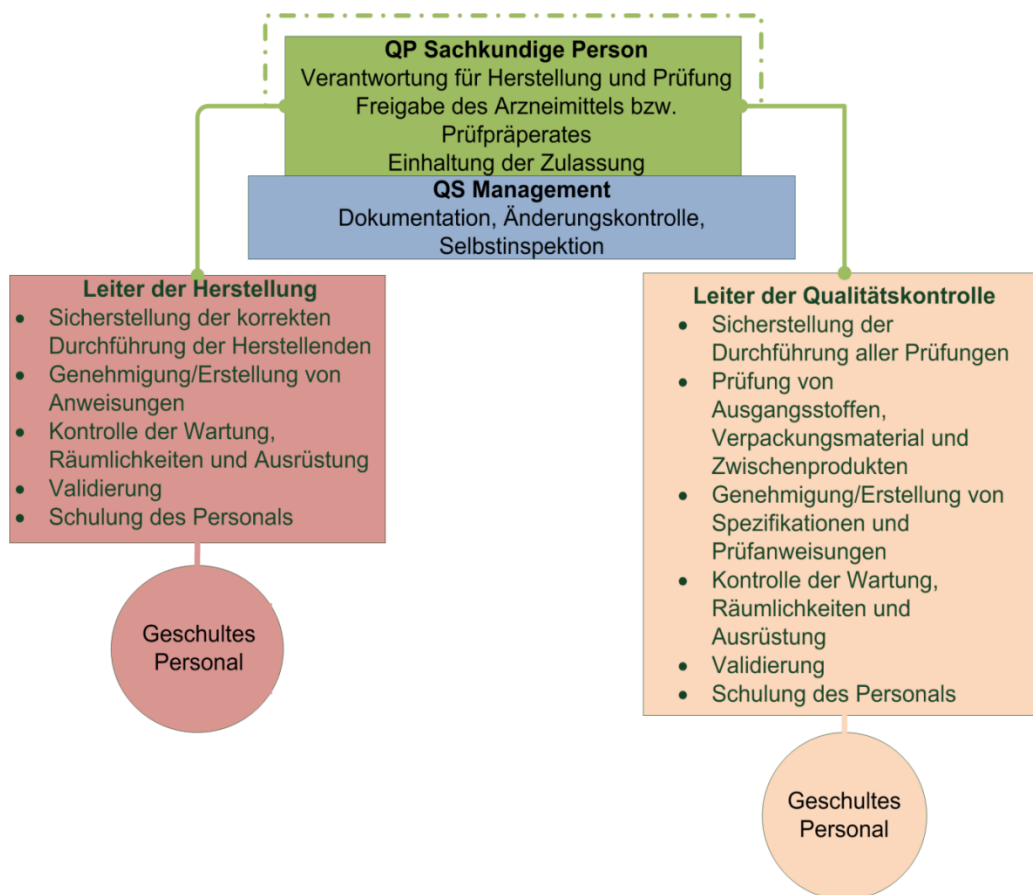 QP Sachkundige Person
Verantwortung für Herstellung und Prüfung
Freigabe des Arzneimittels bzw.
Prüfpräperates
Einhaltung der Zulassung
QS Management
Dokumentation, Änderungskontrolle,
Selbstinspektion
Leiter der Herstellung
• Sicherstellung der korrekten
Durchführung der Herstellenden
• Genehmigung/Erstellung von
Anweisungen
• Kontrolle der Wartung,
Räumlichkeiten und Ausrüstung
• Validierung
• Schulung des Personals
Geschultes
Personal
Leiter der Qualitätskontrolle
• Sicherstellung der
Durchführung aller Prüfungen
• Prüfung von
Ausgangsstoffen,
Verpackungsmaterial und
Zwischenprodukten
• Genehmigung/Erstellung von
Spezifikationen und
Prüfanweisungen
• Kontrolle der Wartung,
Räumlichkeiten und
Ausrüstung
• Validierung
• Schulung des Personals
Geschultes
Personal